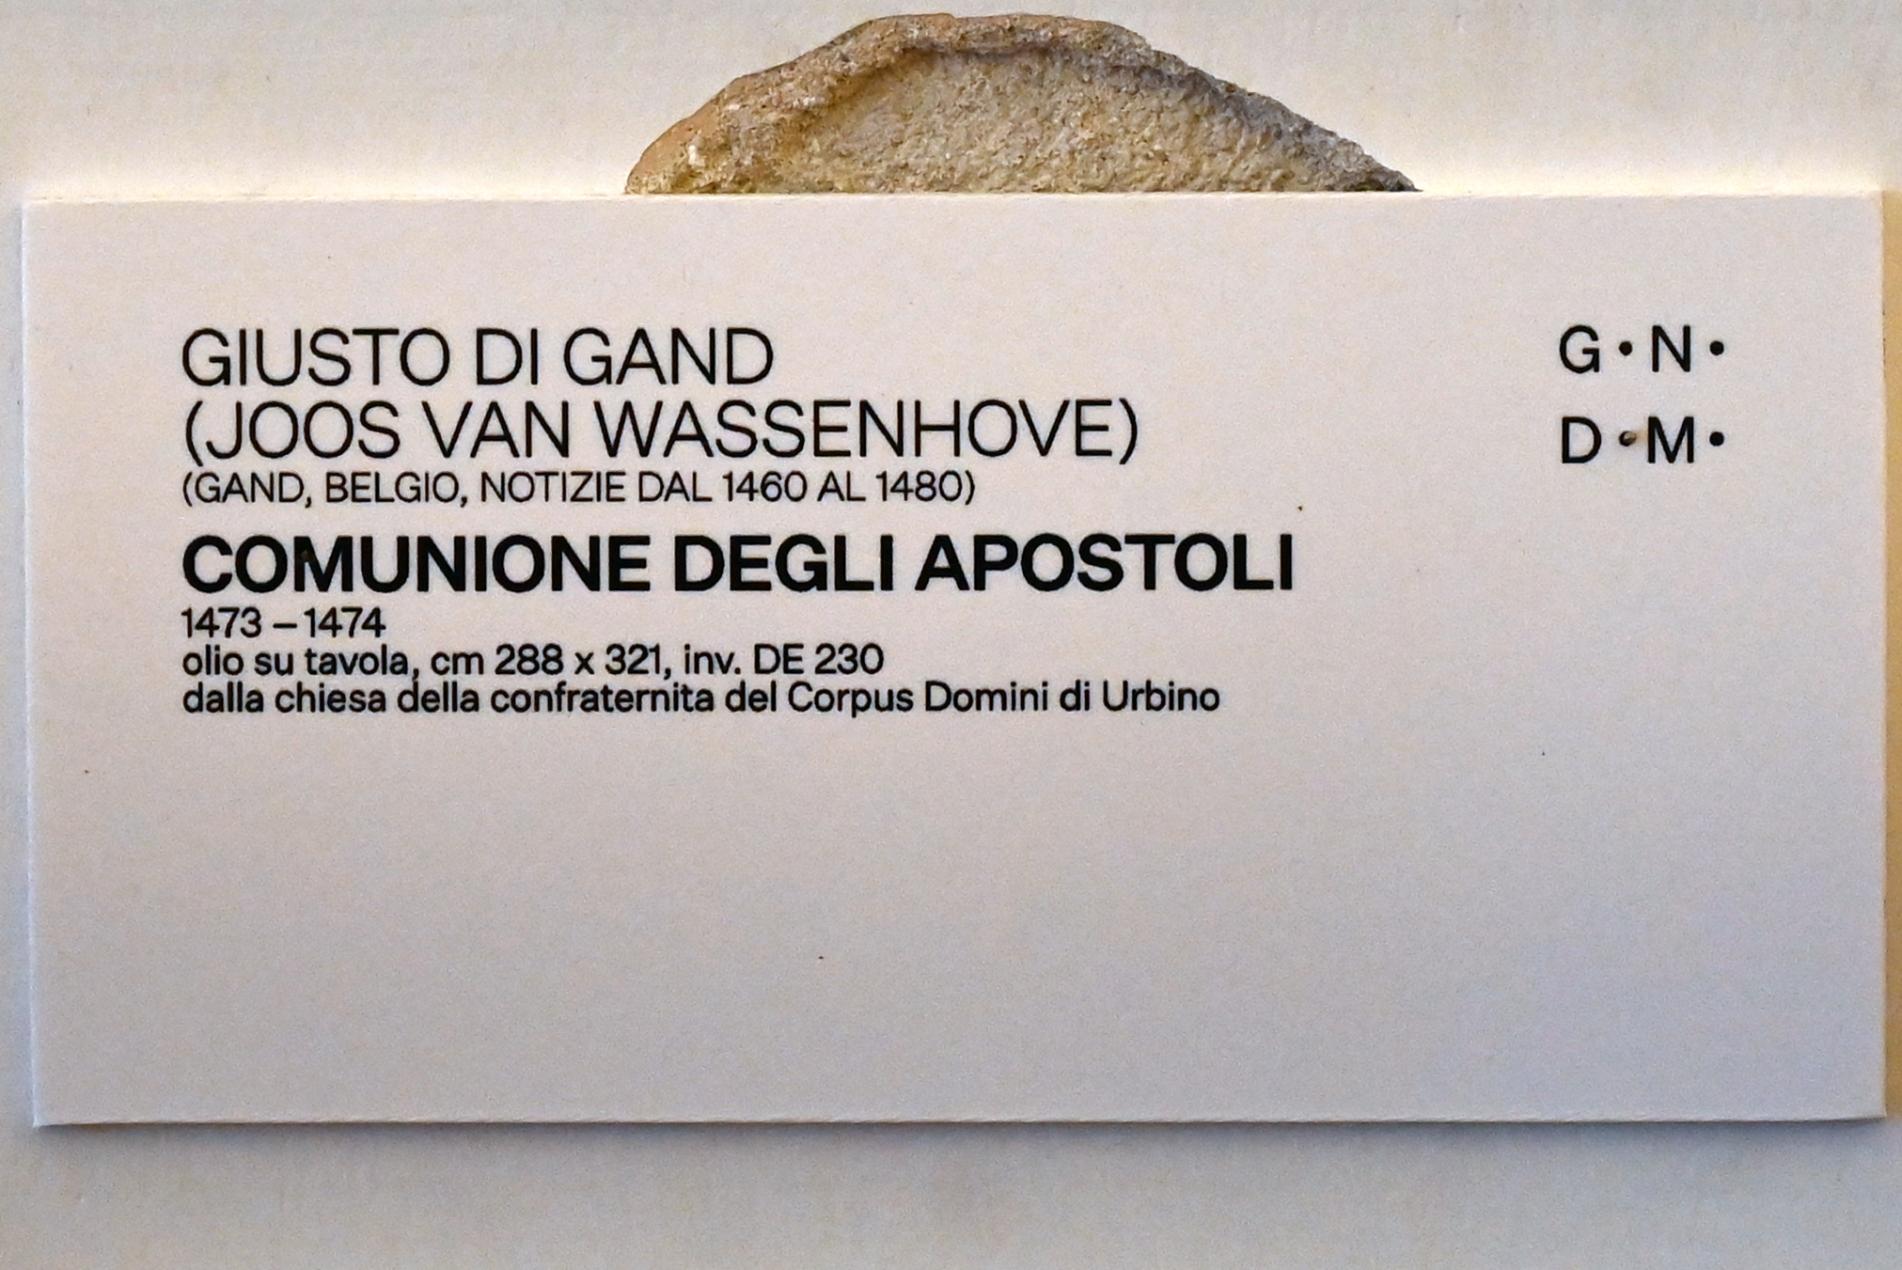 GIUSTO DI GAND
(JOOS VAN WASSENHOVE)
(GAND, BELGIO, NOTIZIE DAL 1460 AL 1480)
COMUNIONE DEGLI APOSTOLI
1473 – 1474
olio su tavola, cm 288 x 321, inv. DE 230
dalla chiesa della confraternita del Corpus Domini di Urbino
G • N •
D • M •